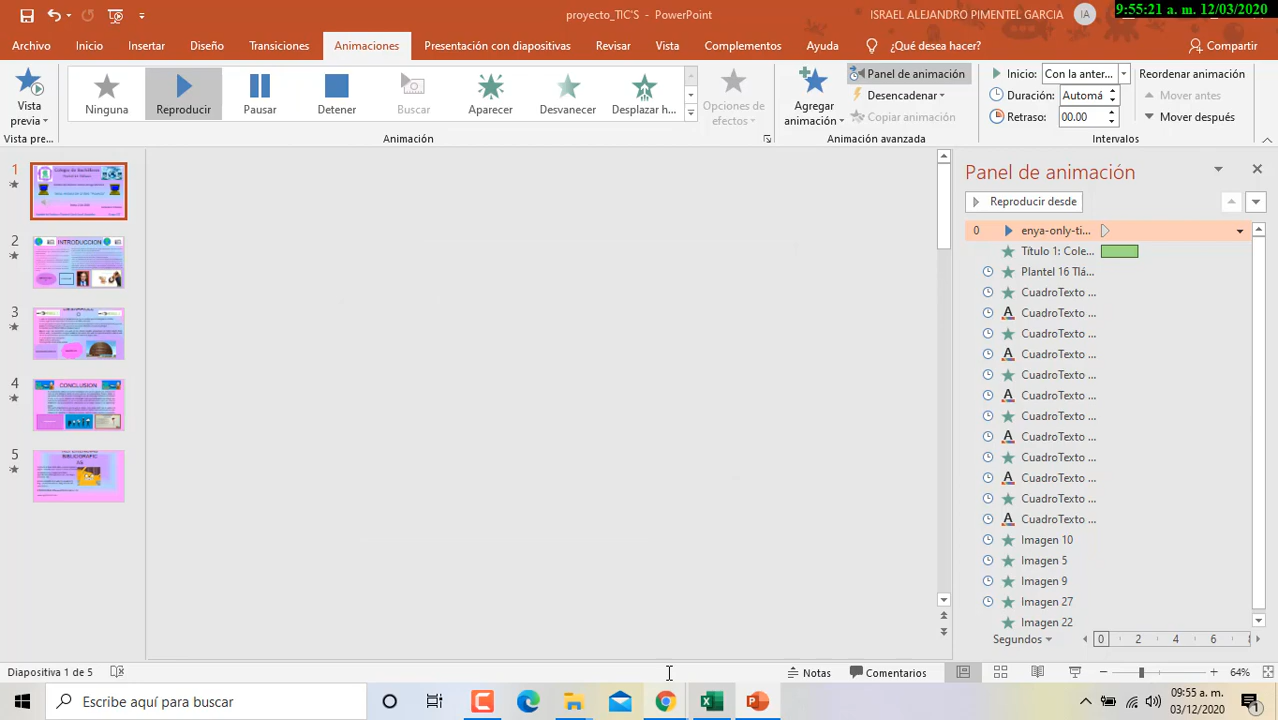 proyecto_TIC'S - PowerPoint
ISRAEL ALEJANDRO PIMENTEL GARCIA
IA
9:55:21 a. m. 12/03/2020
Archivo
Inicio
Insertar
Diseño
Transiciones
Animaciones
Presentación con diapositivas
Revisar
Vista
Complementos
Ayuda
¿Qué desea hacer?
Compartir
Vista previa
Ninguna
Reproducir
Pausar
Detener
Buscar
Aparecer
Desvanecer
Desplazar h...
Opciones de efectos
Agregar animación
Panel de animación
Desencadenar
Copiar animación
Inicio: Con la anter...
Duración: Automá
Retraso: 00.00
Reordenar animación
Mover antes
Mover después
Vista pre...
Animación
Animación avanzada
Intervalos
1
2
INTRODUCCION
3
4
CONCLUSION
5
Panel de animación
Reproducir desde
0 enya-only-ti...
Título 1: Cole...
Plantel 16 Tlá...
CuadroTexto ...
CuadroTexto ...
CuadroTexto ...
CuadroTexto ...
CuadroTexto ...
CuadroTexto ...
CuadroTexto ...
CuadroTexto ...
CuadroTexto ...
CuadroTexto ...
CuadroTexto ...
CuadroTexto ...
Imagen 10
Imagen 5
Imagen 9
Imagen 27
Imagen 22
Segundos
0 2 4 6
Diapositiva 1 de 5
Notas
Comentarios
64%
Escribe aquí para buscar
09:55 a. m.
03/12/2020
1